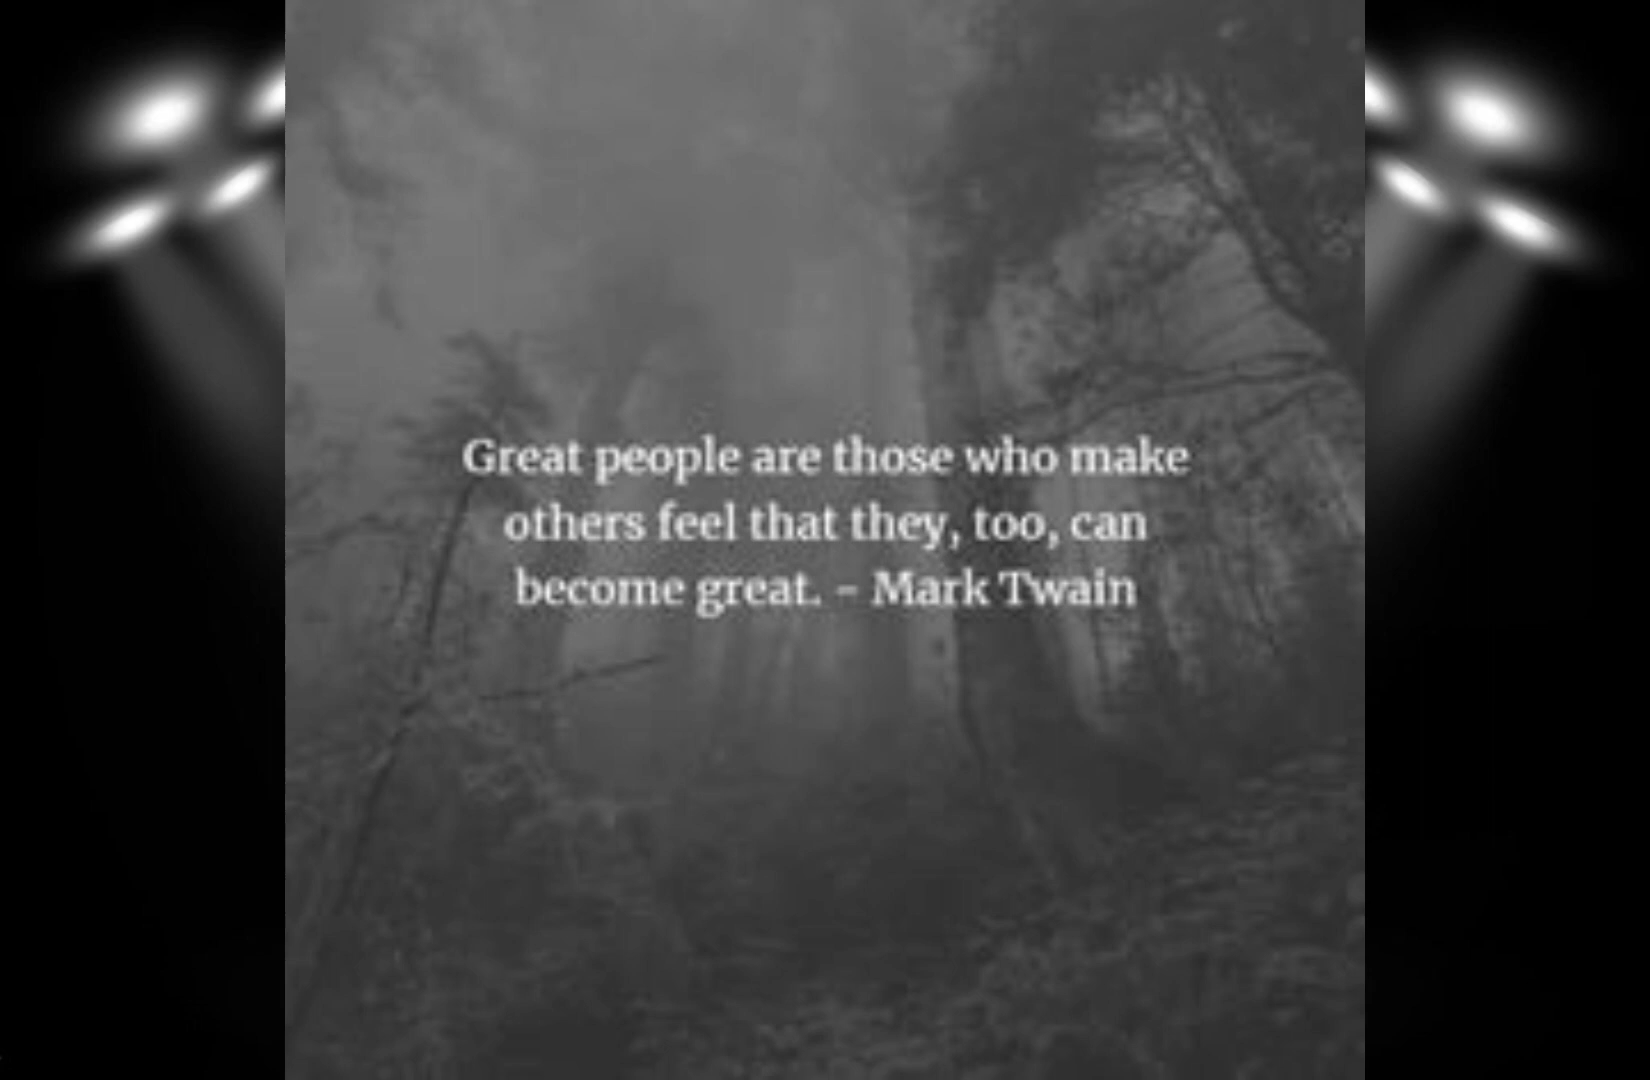 Great people are those who make
others feel that they, too, can
become great. - Mark Twain